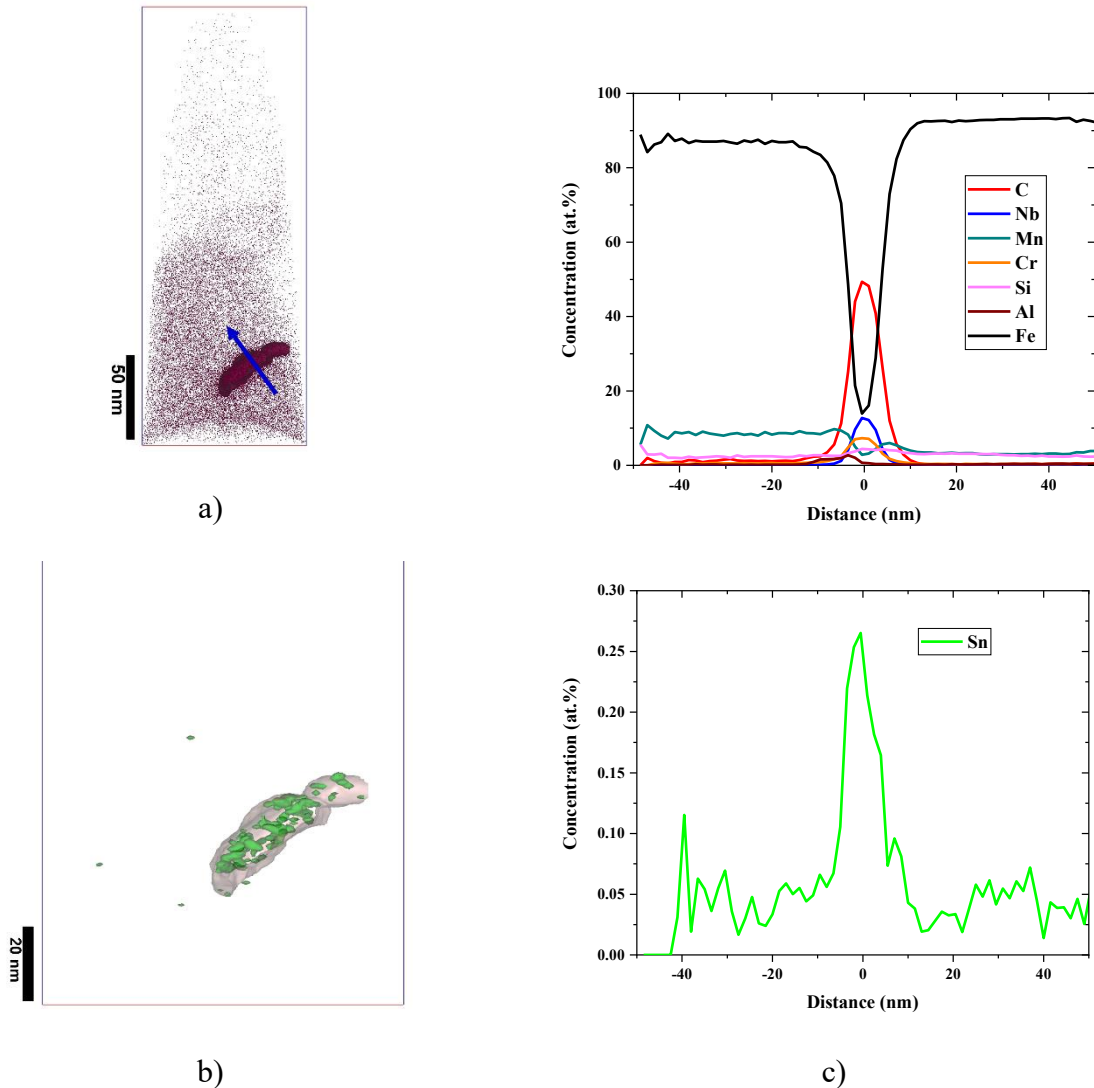 50 nm
a)
100
80
60
40
20
0
Concentration (at.%)
C
Nb
Mn
Cr
Si
Al
Fe
-40 -20 0 20 40
Distance (nm)
20 nm
b)
0.30
0.25
0.20
0.15
0.10
0.05
0.00
Concentration (at.%)
Sn
-40 -20 0 20 40
Distance (nm)
c)